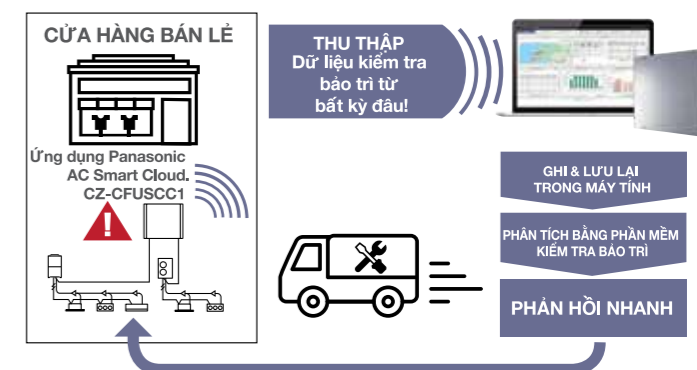 CỬA HÀNG BÁN LẺ
Ứng dụng Panasonic
AC Smart Cloud.
CZ-CFUSCC1
THU THẬP
Dữ liệu kiểm tra
bảo trì từ
bất kỳ đâu!
GHI & LƯU LẠI
TRONG MÁY TÍNH
PHÂN TÍCH BẰNG PHẦN MỀM
KIỂM TRA BẢO TRÌ
PHẢN HỒI NHANH